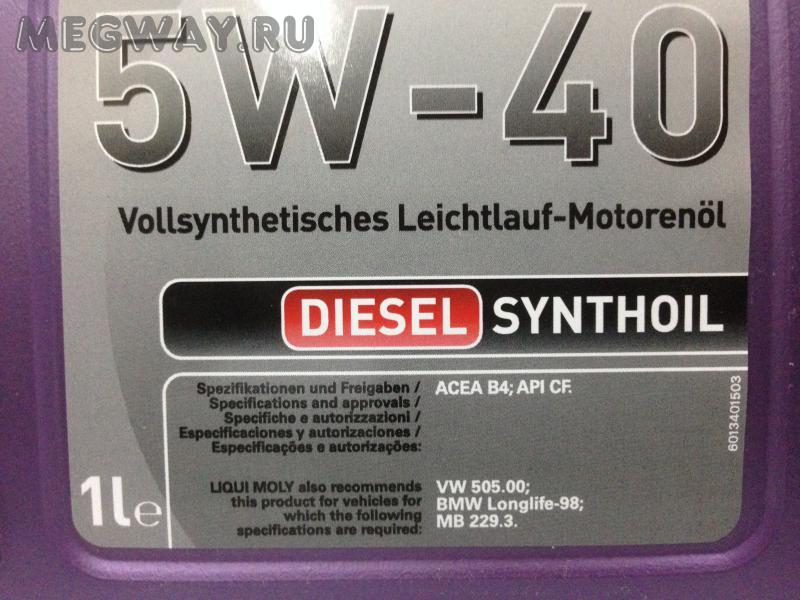 MEGWAY.RU
5W-40
Vollsynthetisches Leichtlauf-Motorenöl
DIESEL SYNTHOIL
Spezifikationen und Freigaben /
Specifications and approvals /
Specifiche e autorizzazioni /
Especificaciones y autorizaciones /
Especificações e autorizações:
ACEA B4; API CF.
6013401503
1l e
LIQUI MOLY also recommends
this product for vehicles for
which the following
specifications are required:
VW 505.00;
BMW Longlife-98;
MB 229.3.